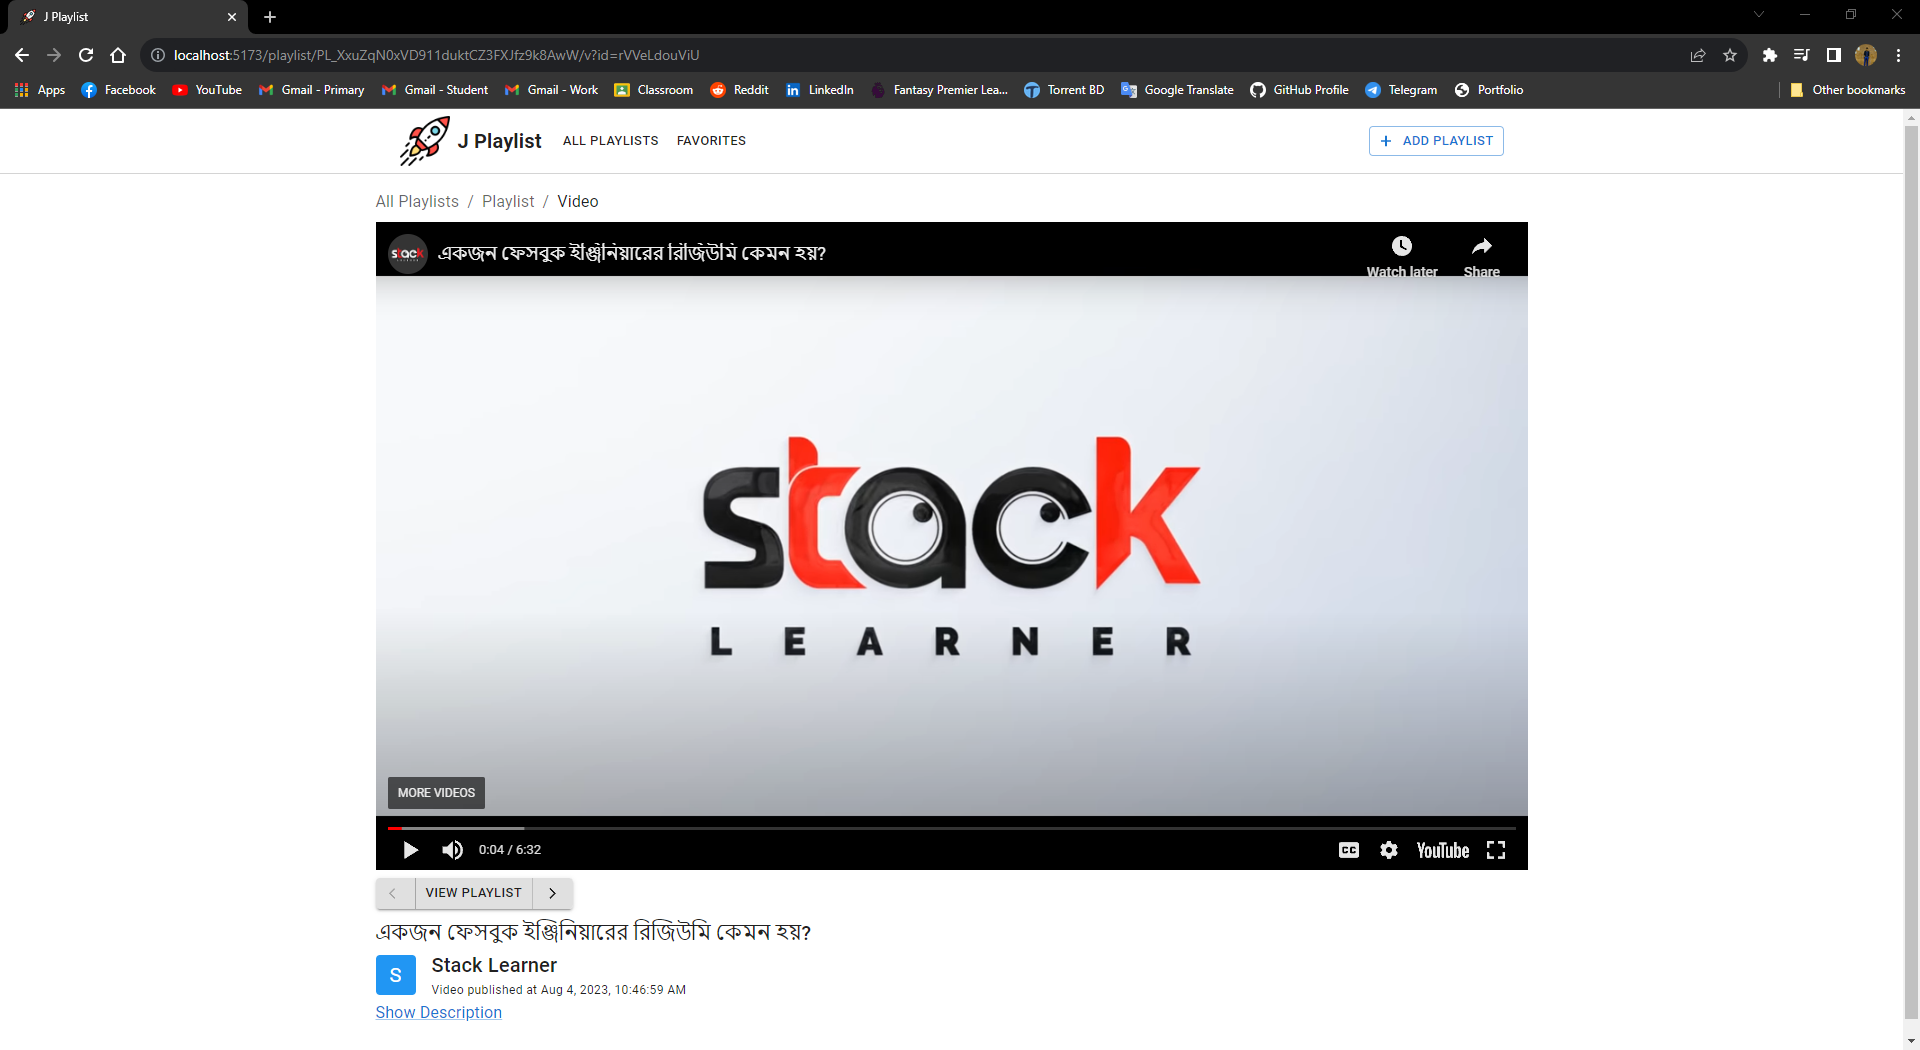 J Playlist
localhost:5173/playlist/PL_XxuZqN0xVD911duktCZ3FXJfz9k8AwW/v?id=rVVeLdouViU
Apps Facebook YouTube Gmail - Primary Gmail - Student Gmail - Work Classroom Reddit LinkedIn Fantasy Premier Lea... Torrent BD Google Translate GitHub Profile Telegram Portfolio Other bookmarks
J Playlist ALL PLAYLISTS FAVORITES + ADD PLAYLIST
All Playlists / Playlist / Video
stack LEARNER একজন ফেসবুক ইঞ্জিনিয়ারের রিজিউমি কেমন হয়?
Watch later Share
stack
LEARNER
MORE VIDEOS
0:04 / 6:32 CC YouTube
VIEW PLAYLIST
একজন ফেসবুক ইঞ্জিনিয়ারের রিজিউমি কেমন হয়?
S Stack Learner
Video published at Aug 4, 2023, 10:46:59 AM
Show Description